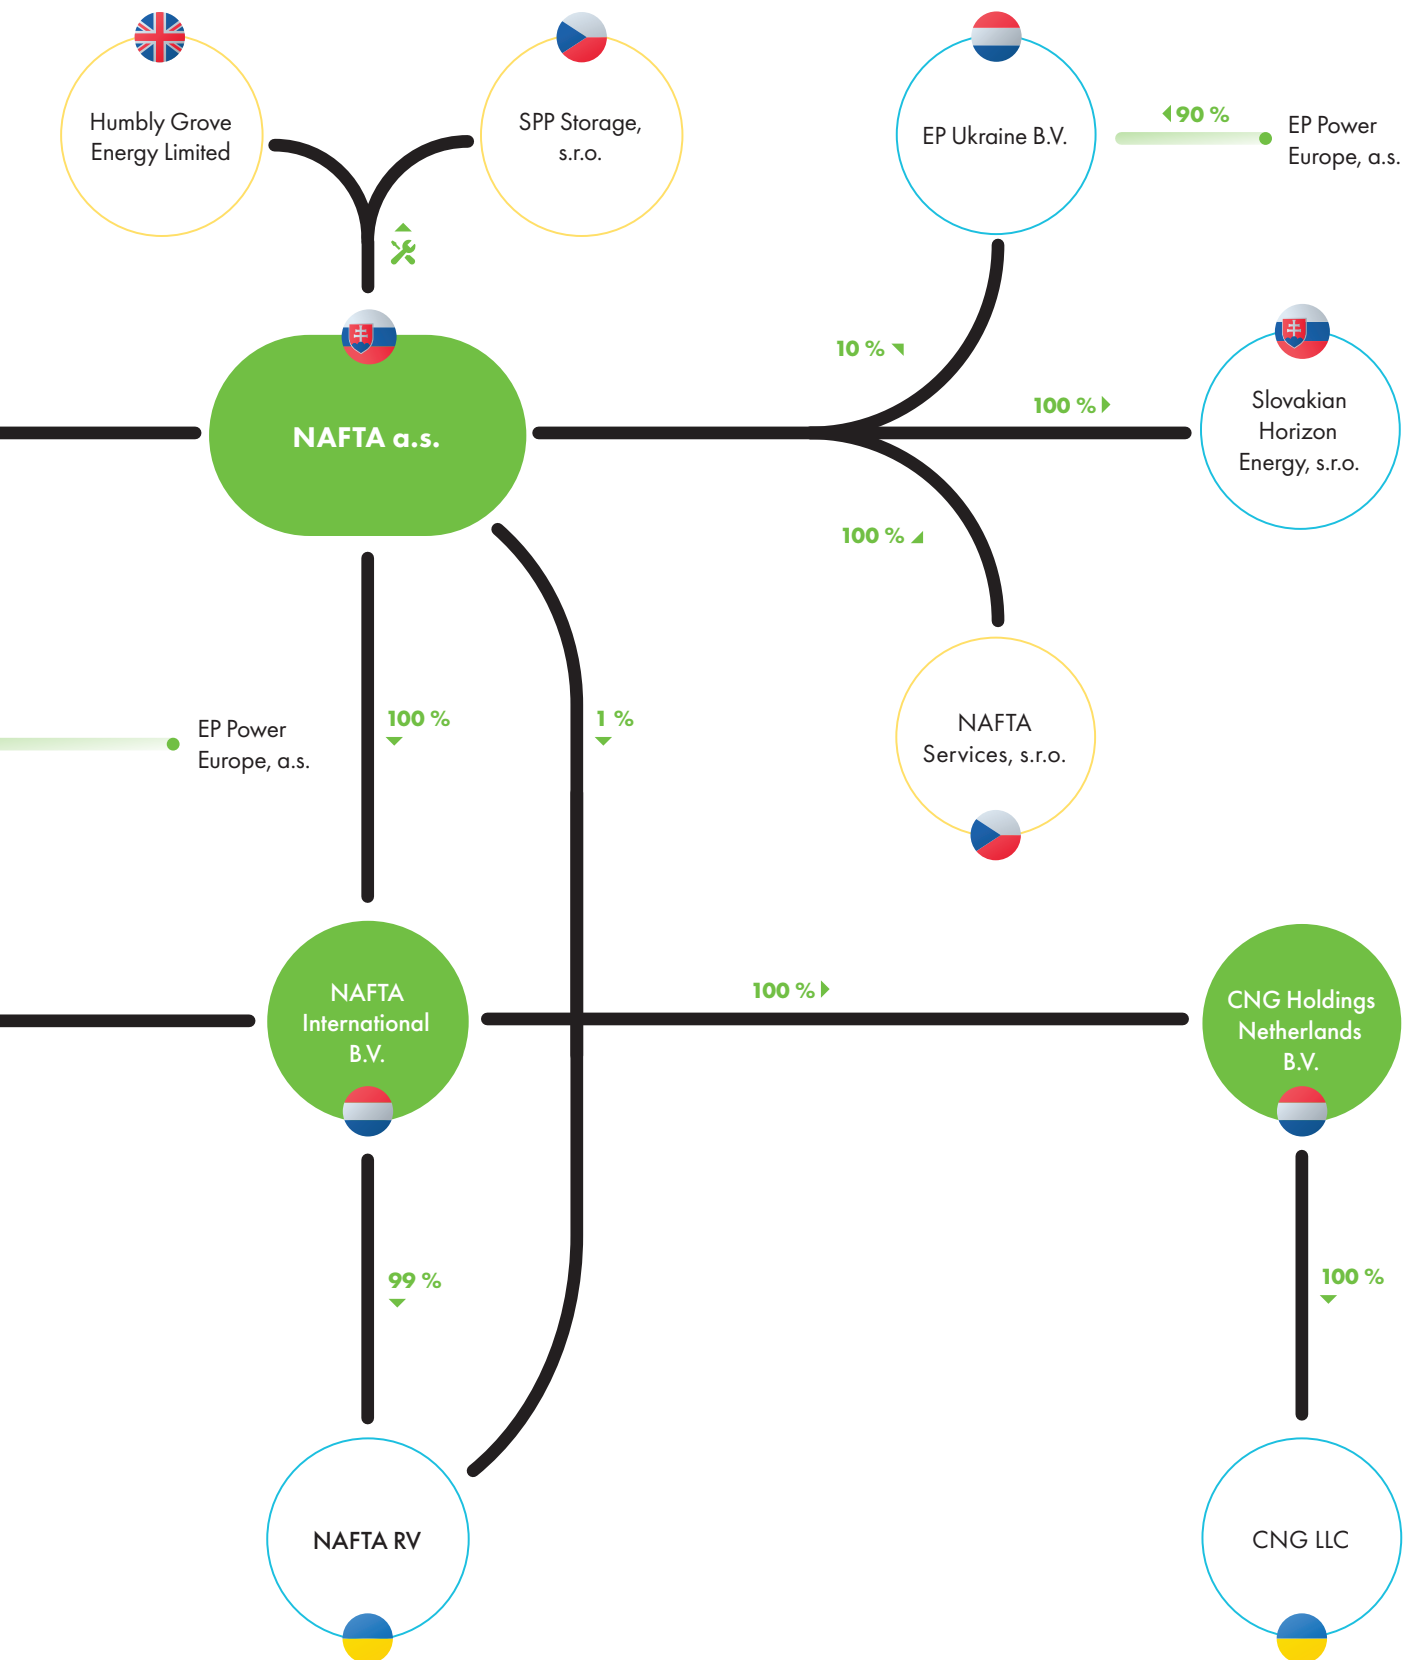 Humbly Grove
Energy Limited
SPP Storage,
s.r.o.
EP Ukraine B.V.
90 %
EP Power
Europe, a.s.
10 %
100 %
Slovakian
Horizon
Energy, s.r.o.
NAFTA a.s.
100 %
NAFTA
Services, s.r.o.
EP Power
Europe, a.s.
100 %
1 %
NAFTA
International
B.V.
100 %
CNG Holdings
Netherlands
B.V.
99 %
100 %
NAFTA RV
CNG LLC